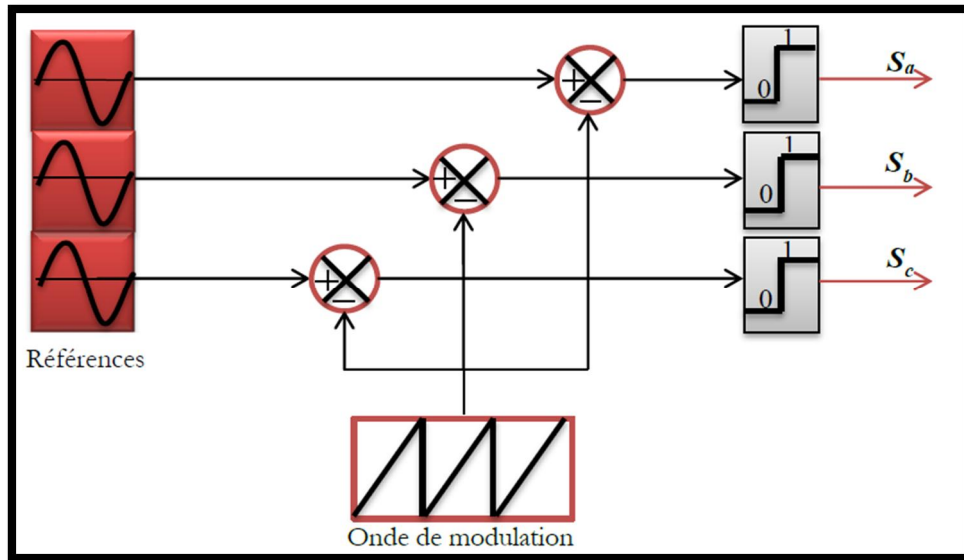 +
−
1
0
Sa
+
−
1
0
Sb
+
−
1
0
Sc
Références
Onde de modulation